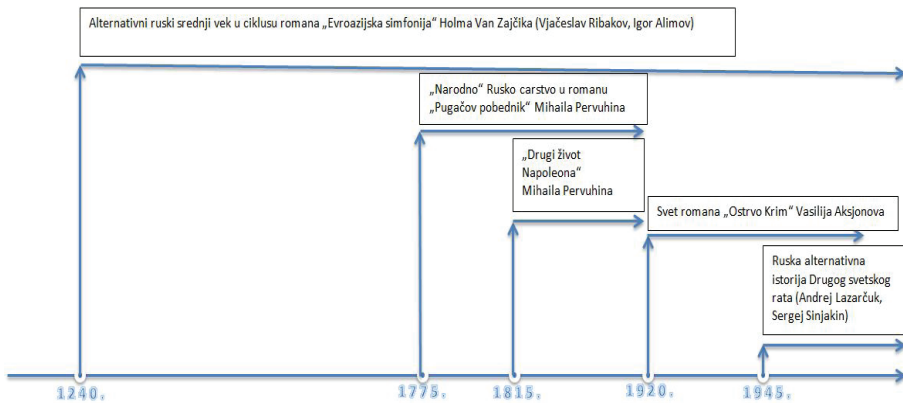 Alternativni ruski srednji vek u ciklusu romana „Evroazijska simfonija“ Holma Van Zajčika (Vjačeslav Ribakov, Igor Alimov)
„Narodno“ Rusko carstvo u romanu
„Pugačov pobednik“ Mihaila Pervuhina
„Drugi život
Napoleona“
Mihaila Pervuhina
Svet romana „Ostrvo Krim“ Vasilija Aksjonova
Ruska alternativna
istorija Drugog svetskog
rata (Andrej Lazarčuk,
Sergej Sinjakin)
1240. 1775. 1815. 1920. 1945.